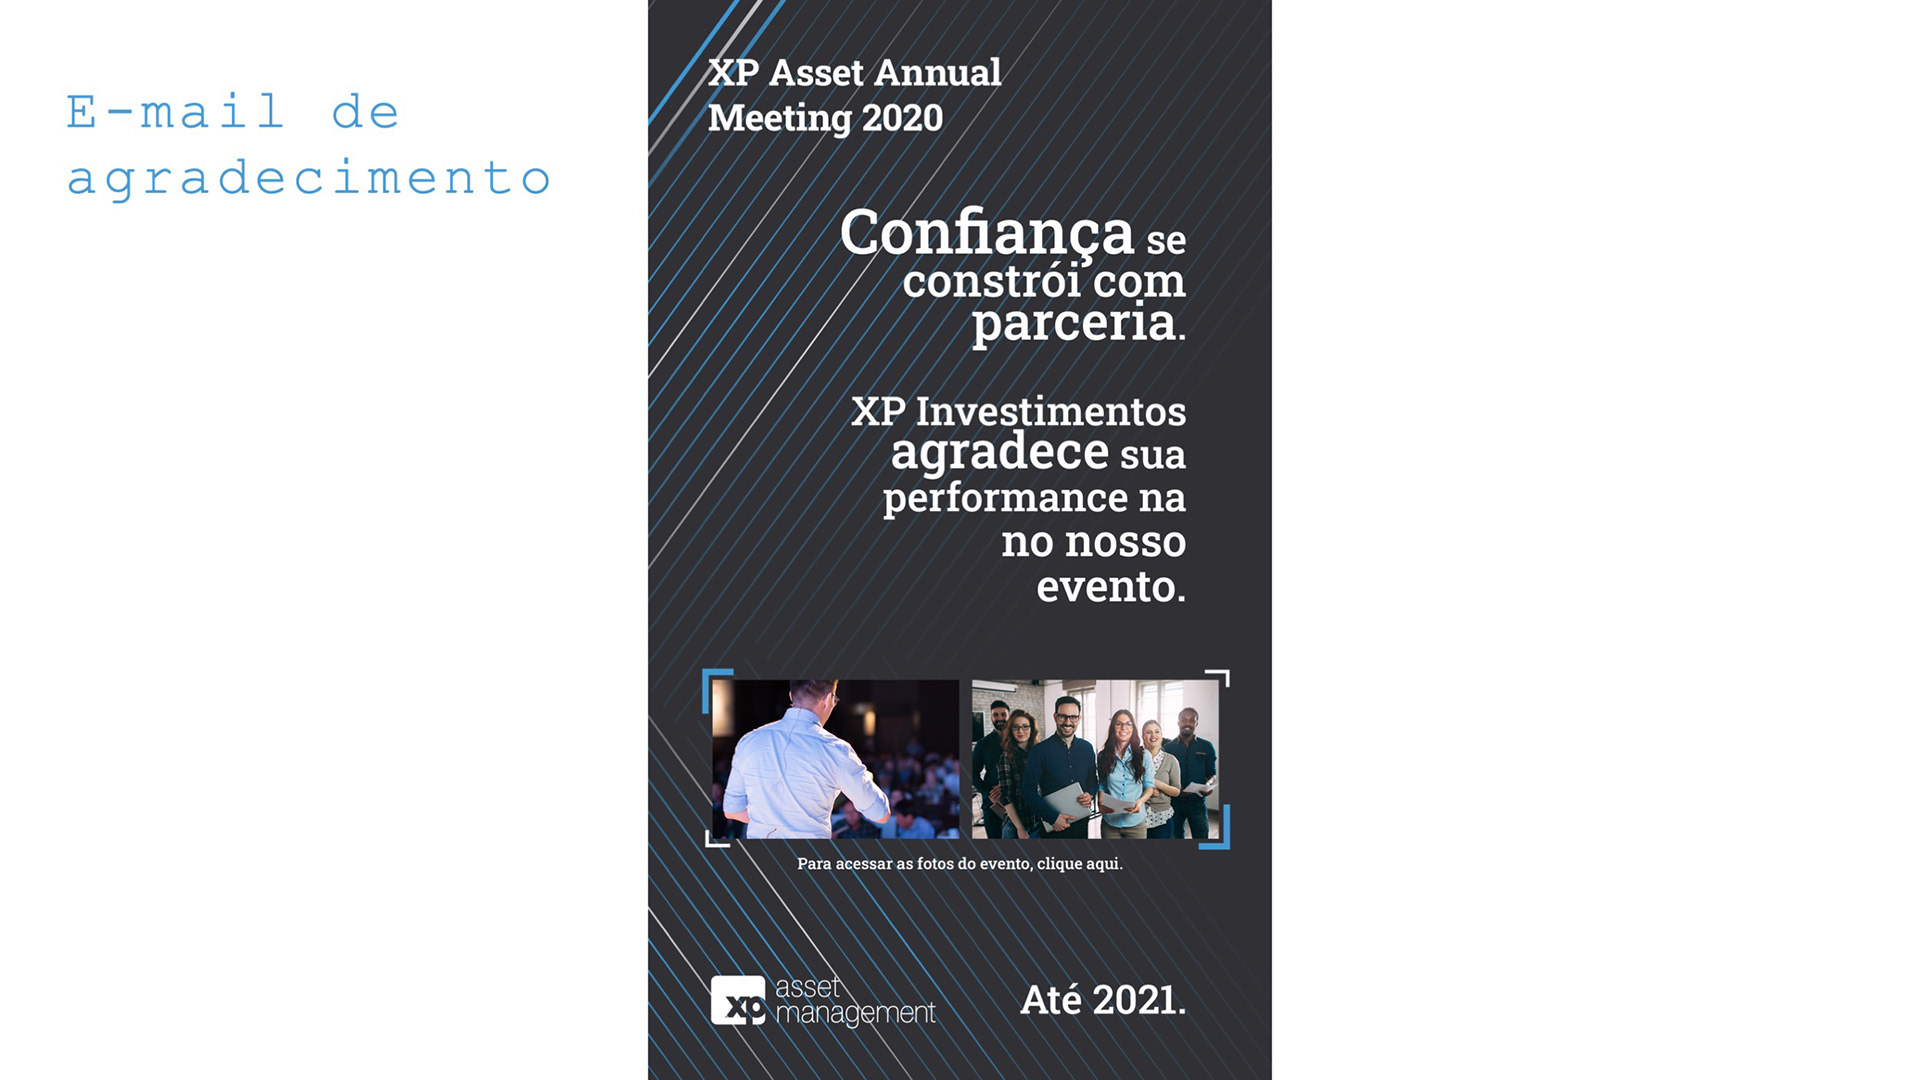 E-mail de
agradecimento
XP Asset Annual
Meeting 2020
Confiança se
constrói com
parceria.
XP Investimentos
agradece sua
performance na
no nosso
evento.
Para acessar as fotos do evento, clique aqui.
xp asset
management
Até 2021.